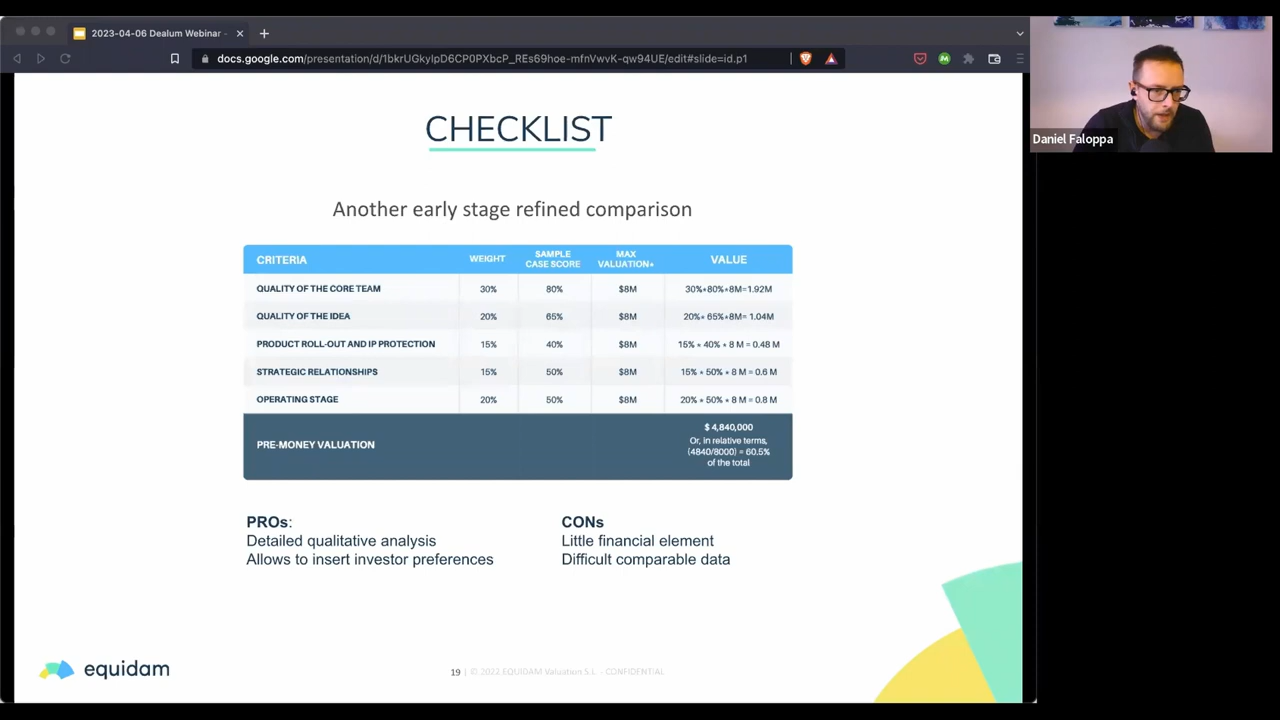 2023-04-06 Dealum Webinar -
docs.google.com/presentation/d/1bkrUGkylpD6CP0PXbcP_REs69hoe-mfnVwvK-qw94UE/edit#slide=id.p1
Daniel Faloppa
CHECKLIST
Another early stage refined comparison
CRITERIA WEIGHT SAMPLE CASE SCORE MAX VALUATION* VALUE
QUALITY OF THE CORE TEAM 30% 80% $8M 30%*80%*8M=1.92M
QUALITY OF THE IDEA 20% 65% $8M 20%* 65%*8M= 1.04M
PRODUCT ROLL-OUT AND IP PROTECTION 15% 40% $8M 15% * 40% * 8 M = 0.48 M
STRATEGIC RELATIONSHIPS 15% 50% $8M 15% * 50% * 8 M = 0.6 M
OPERATING STAGE 20% 50% $8M 20% * 50% * 8 M = 0.8 M
PRE-MONEY VALUATION
$ 4,840,000
Or, in relative terms,
(4840/8000) = 60.5%
of the total
PROs:
Detailed qualitative analysis
Allows to insert investor preferences
CONs
Little financial element
Difficult comparable data
equidam
19 | © 2022 EQUIDAM Valuation S.L. - CONFIDENTIAL